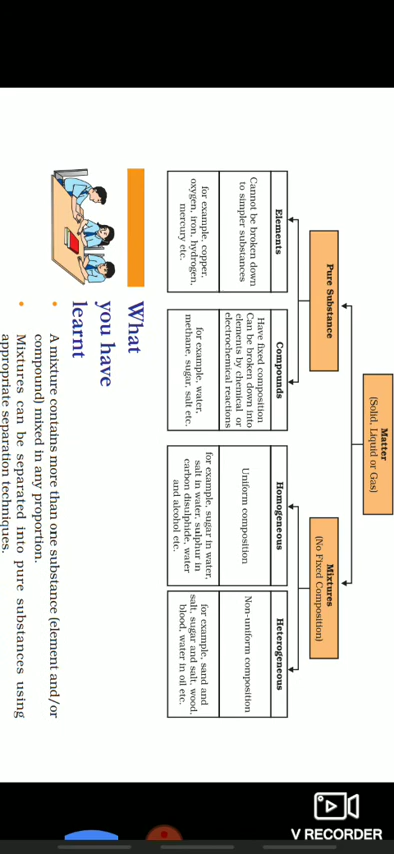 Matter
(Solid, Liquid or Gas)
Pure Substance
Mixtures
(No Fixed Composition)
Elements
Cannot be broken down
to simpler substances
for example, copper,
oxygen, iron, hydrogen,
mercury etc.
Compounds
Have fixed composition
Can be broken down into
elements by chemical or
electrochemical reactions
for example, water,
methane, sugar, salt etc.
Homogeneous
Uniform composition
for example, sugar in water,
salt in water, sulphur in
carbon disulphide, water
and alcohol etc.
Heterogeneous
Non-uniform composition
for example, sand and
salt, sugar and salt, wood,
blood, water in oil etc.
What
you have
learnt
• A mixture contains more than one substance (element and/or
compound) mixed in any proportion.
• Mixtures can be separated into pure substances using
appropriate separation techniques.
V RECORDER